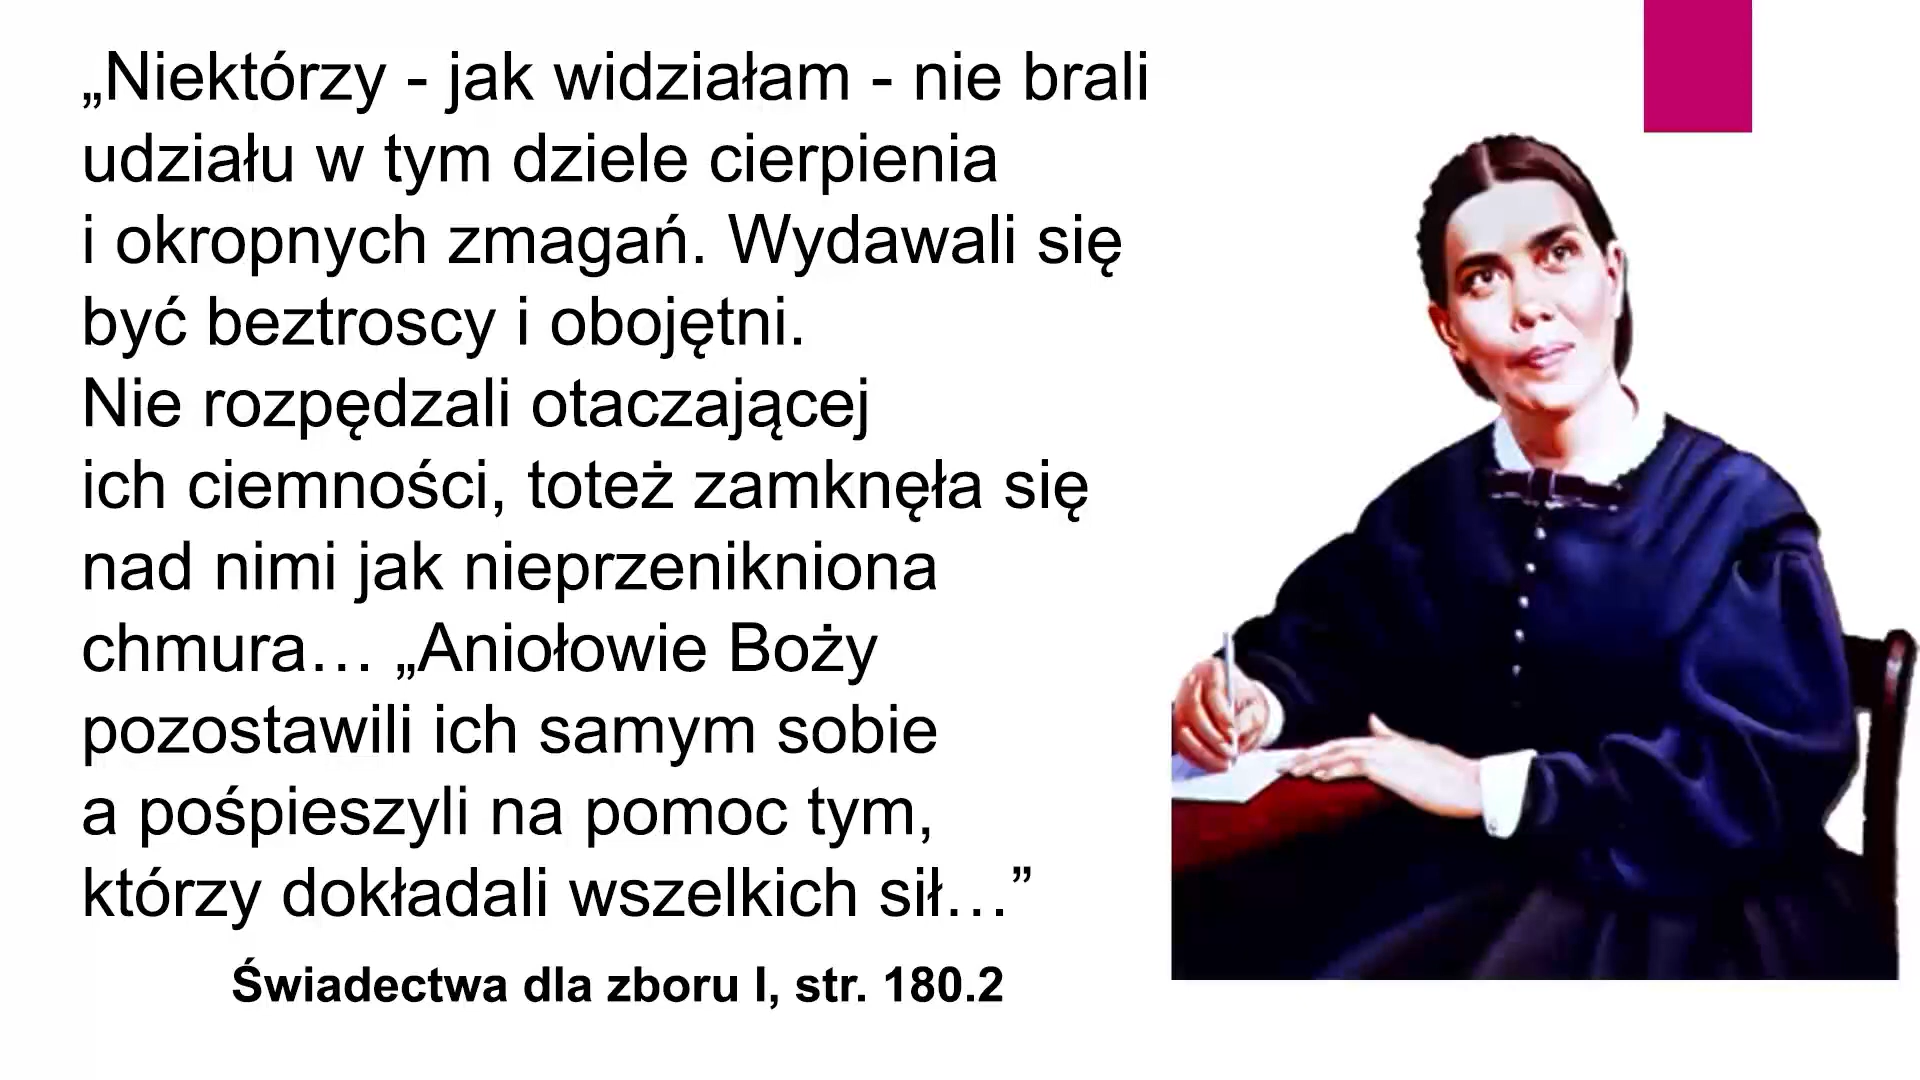 „Niektórzy - jak widziałam - nie brali
udziału w tym dziele cierpienia
i okropnych zmagań. Wydawali się
być beztroscy i obojętni.
Nie rozpędzali otaczającej
ich ciemności, toteż zamknęła się
nad nimi jak nieprzenikniona
chmura… „Aniołowie Boży
pozostawili ich samym sobie
a pośpieszyli na pomoc tym,
którzy dokładali wszelkich sił…”
Świadectwa dla zboru I, str. 180.2